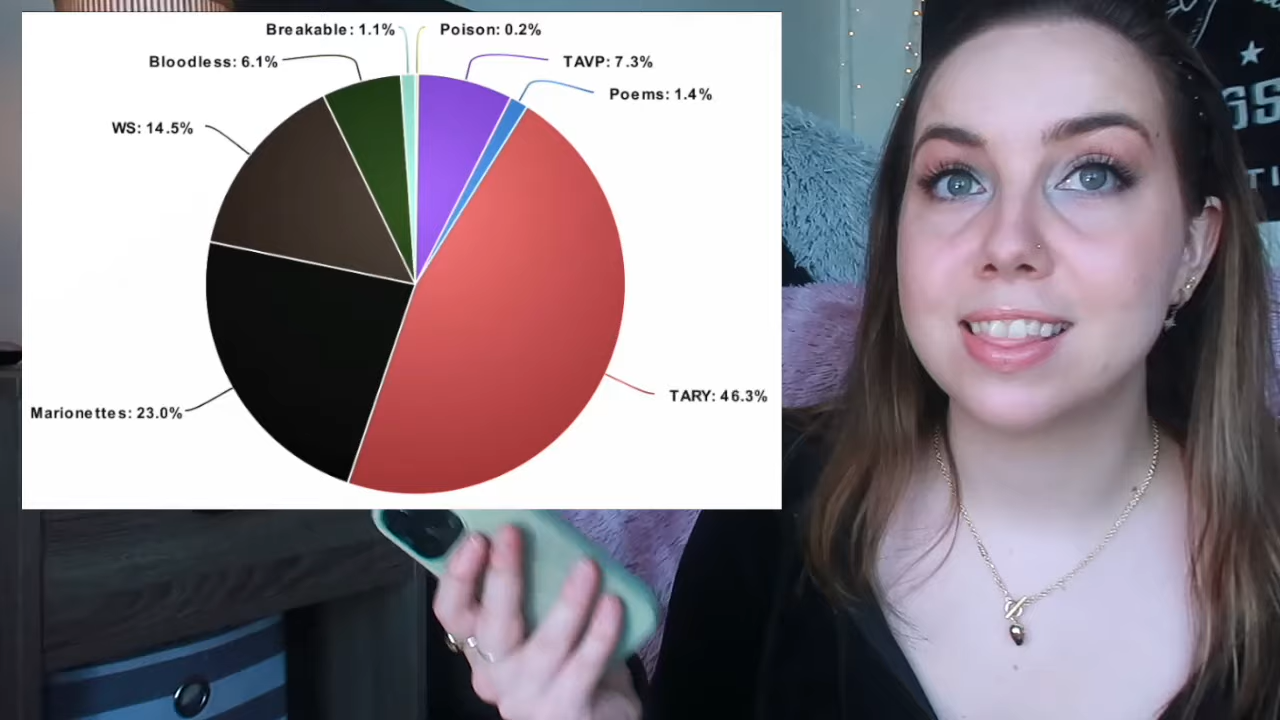 Breakable: 1.1%
Poison: 0.2%
Bloodless: 6.1%
TAVP: 7.3%
Poems: 1.4%
WS: 14.5%
TARY: 46.3%
Marionettes: 23.0%